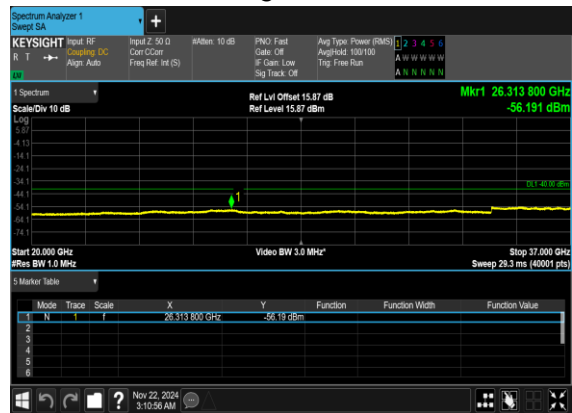 Spectrum Analyzer 1
Swept SA
KEYSIGHT Input: RF Input Z: 50 Ω #Atten: 10 dB PNO: Fast Avg Type: Power (RMS) 1 2 3 4 5 6
R T Coupling: DC Corr CCorr Gate: Off Avg|Hold: 100/100 A W W W W W
Align: Auto Freq Ref: Int (S) IF Gain: Low Trig: Free Run
LXI Sig Track: Off A N N N N N
1 Spectrum Ref Lvl Offset 15.87 dB Mkr1 26.313 800 GHz
Scale/Div 10 dB Ref Level 15.87 dBm -56.191 dBm
Log
5.87
-4.13
-14.1
-24.1
-34.1
DL1 -40.00 dBm
-44.1
1
-54.1
-64.1
-74.1
Start 20.000 GHz Video BW 3.0 MHz* Stop 37.000 GHz
#Res BW 1.0 MHz Sweep 29.3 ms (40001 pts)
5 Marker Table
Mode Trace Scale X Y Function Function Width Function Value
1 N 1 f 26.313 800 GHz -56.19 dBm
2
3
4
5
6
? Nov 22, 2024
3:10:56 AM